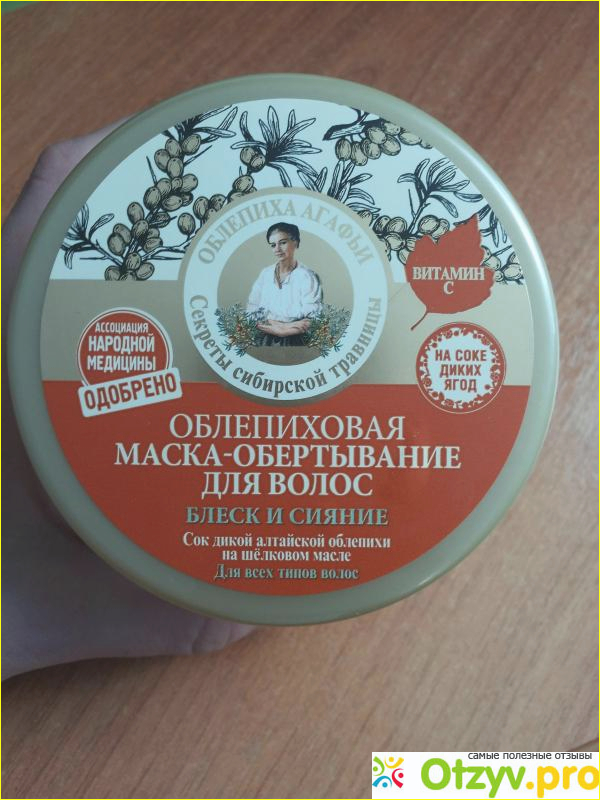 ОБЛЕПИХА АГАФЬИ
Секреты сибирской травницы
ВИТАМИН
С
АССОЦИАЦИЯ
НАРОДНОЙ
МЕДИЦИНЫ
ОДОБРЕНО
НА СОКЕ
ДИКИХ
ЯГОД
ОБЛЕПИХОВАЯ
МАСКА-ОБЕРТЫВАНИЕ
ДЛЯ ВОЛОС
БЛЕСК И СИЯНИЕ
Сок дикой алтайской облепихи
на шёлковом масле
Для всех типов волос
самые полезные отзывы
Otzyv.pro